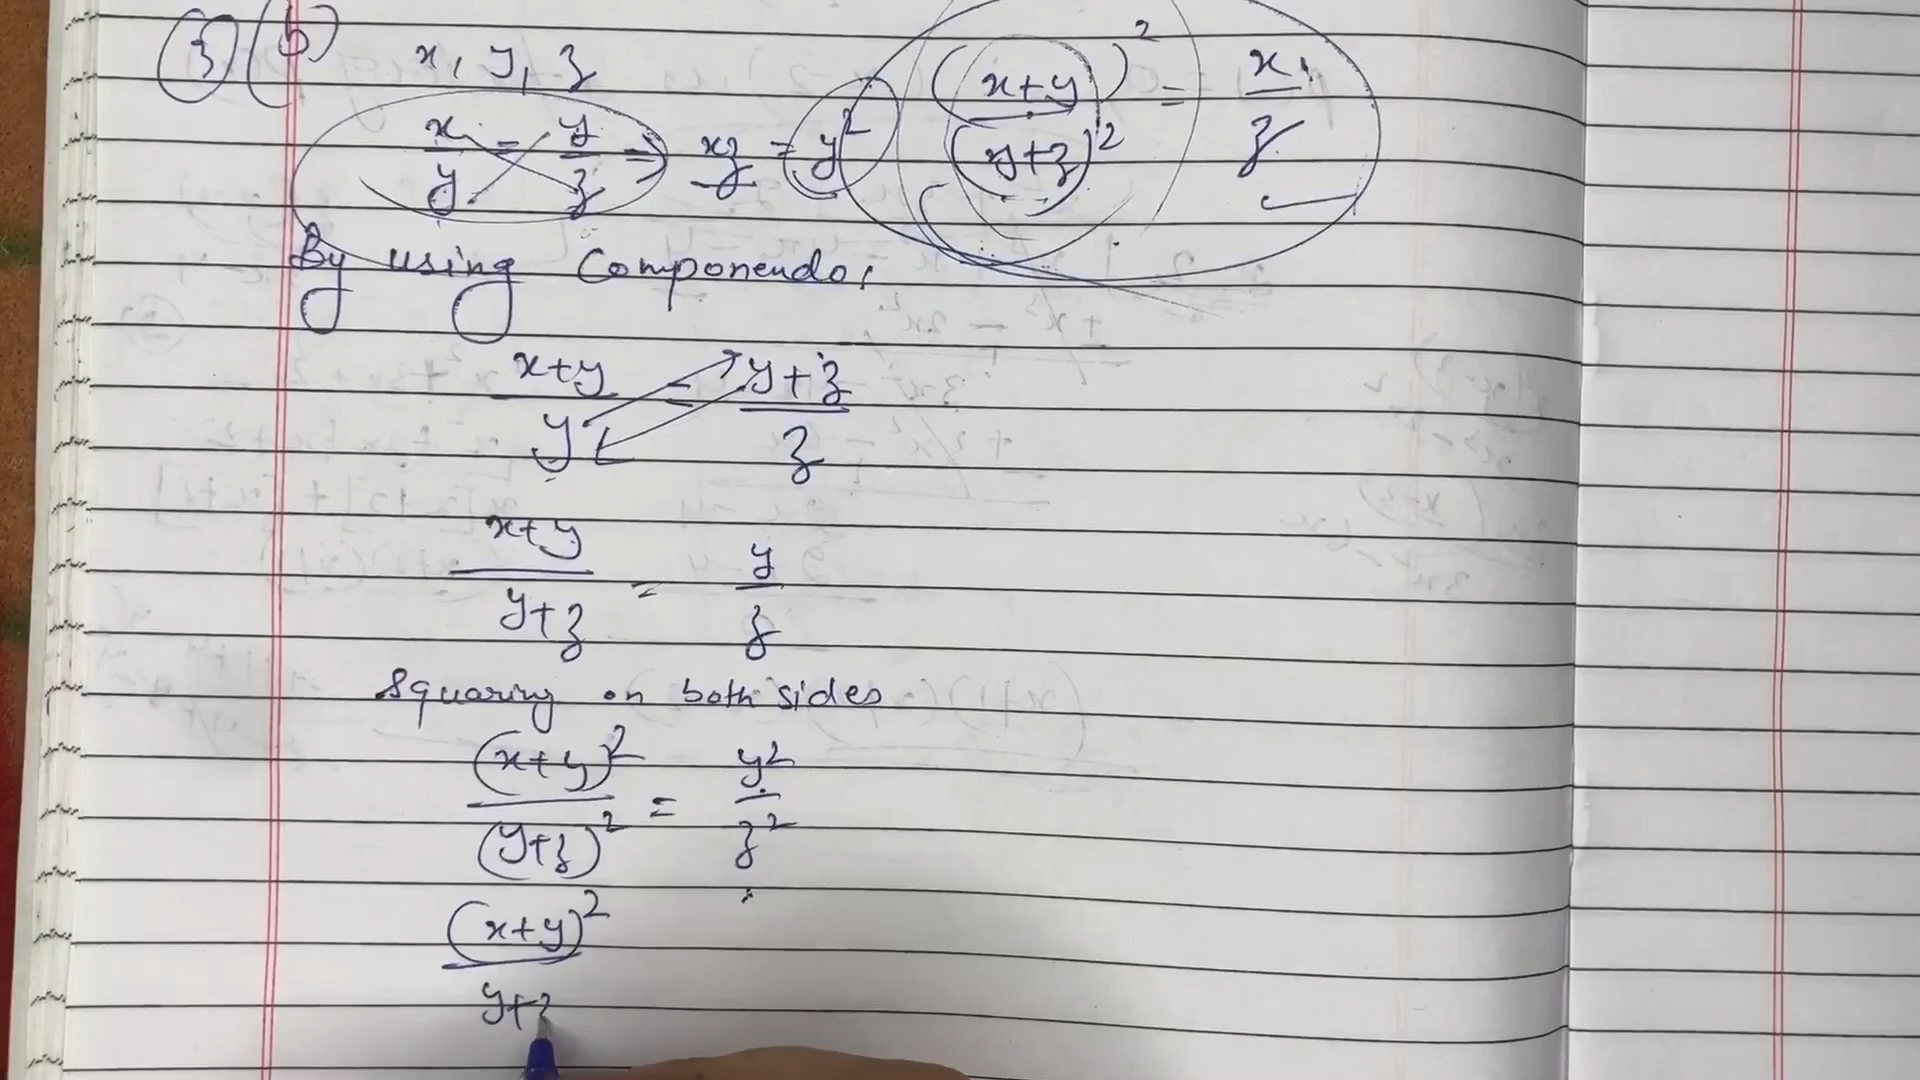 3 (b) x, y, z (x+y)² / (y+z)² = x / z
x/y = y/z ⇒ xz = y²
By using Componendo,
x+y / y = y+z / z
x+y / y+z = y / z
Squaring on both sides
(x+y)² / (y+z)² = y² / z²
(x+y)² / y+z